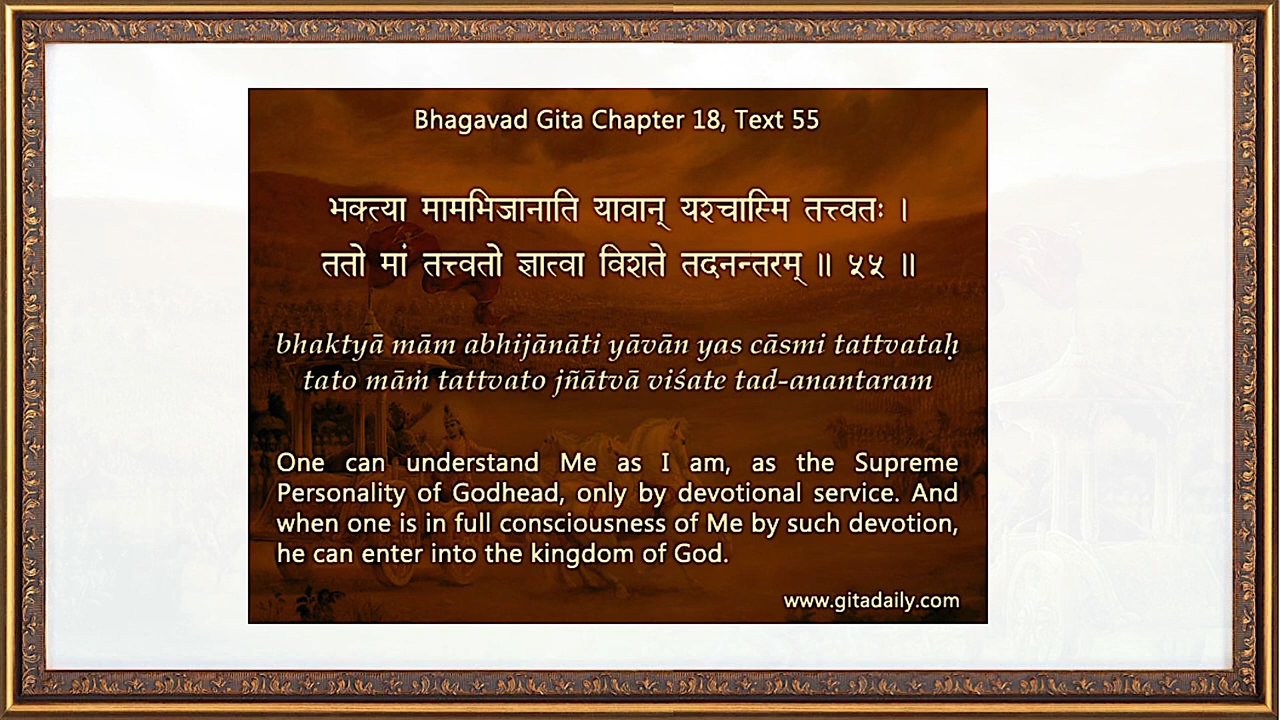 Bhagavad Gita Chapter 18, Text 55
भक्त्या मामभिजानाति यावान् यश्चास्मि तत्त्वतः ।
ततो मां तत्त्वतो ज्ञात्वा विशते तदनन्तरम् ॥ ५५ ॥
bhaktyā mām abhijānāti yāvān yas cāsmi tattvataḥ
tato māṁ tattvato jñātvā viśate tad-anantaram
One can understand Me as I am, as the Supreme
Personality of Godhead, only by devotional service. And
when one is in full consciousness of Me by such devotion,
he can enter into the kingdom of God.
www.gitadaily.com